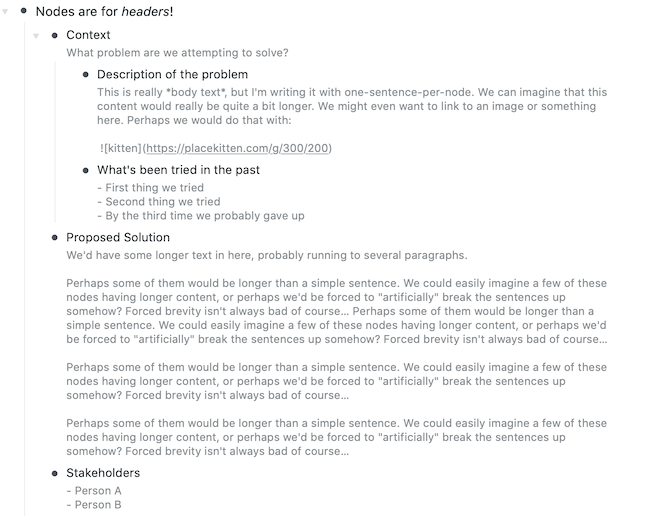 Nodes are for headers!
Context
What problem are we attempting to solve?
Description of the problem
This is really *body text*, but I'm writing it with one-sentence-per-node. We can imagine that this
content would really be quite a bit longer. We might even want to link to an image or something
here. Perhaps we would do that with:
![kitten](https://placekitten.com/g/300/200)
What's been tried in the past
- First thing we tried
- Second thing we tried
- By the third time we probably gave up
Proposed Solution
We'd have some longer text in here, probably running to several paragraphs.
Perhaps some of them would be longer than a simple sentence. We could easily imagine a few of these
nodes having longer content, or perhaps we'd be forced to "artificially" break the sentences up
somehow? Forced brevity isn't always bad of course... Perhaps some of them would be longer than a
simple sentence. We could easily imagine a few of these nodes having longer content, or perhaps we'd
be forced to "artificially" break the sentences up somehow? Forced brevity isn't always bad of course...
Perhaps some of them would be longer than a simple sentence. We could easily imagine a few of these
nodes having longer content, or perhaps we'd be forced to "artificially" break the sentences up
somehow? Forced brevity isn't always bad of course...
Perhaps some of them would be longer than a simple sentence. We could easily imagine a few of these
nodes having longer content, or perhaps we'd be forced to "artificially" break the sentences up
somehow? Forced brevity isn't always bad of course...
Stakeholders
- Person A
- Person B